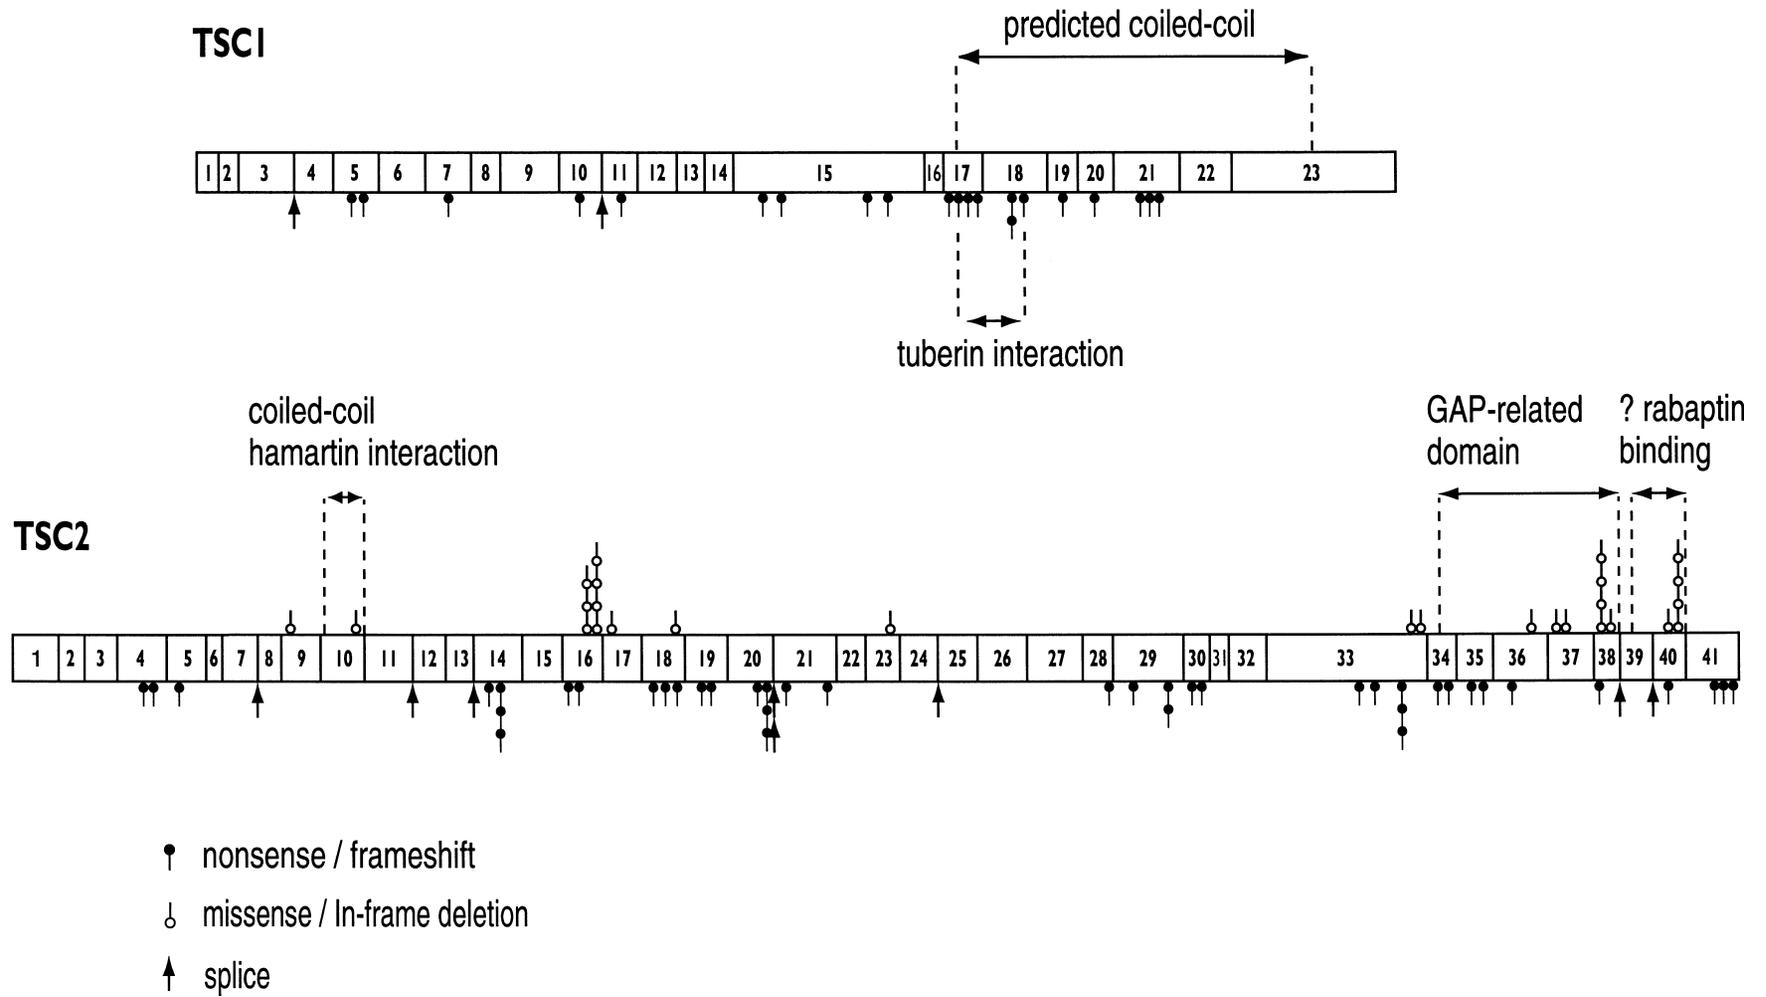 TSC1
predicted coiled-coil
1 2 3 4 5 6 7 8 9 10 11 12 13 14 15 16 17 18 19 20 21 22 23
tuberin interaction
coiled-coil
hamartin interaction
GAP-related
domain
? rabaptin
binding
TSC2
1 2 3 4 5 6 7 8 9 10 11 12 13 14 15 16 17 18 19 20 21 22 23 24 25 26 27 28 29 30 31 32 33 34 35 36 37 38 39 40 41
nonsense / frameshift
missense / In-frame deletion
splice